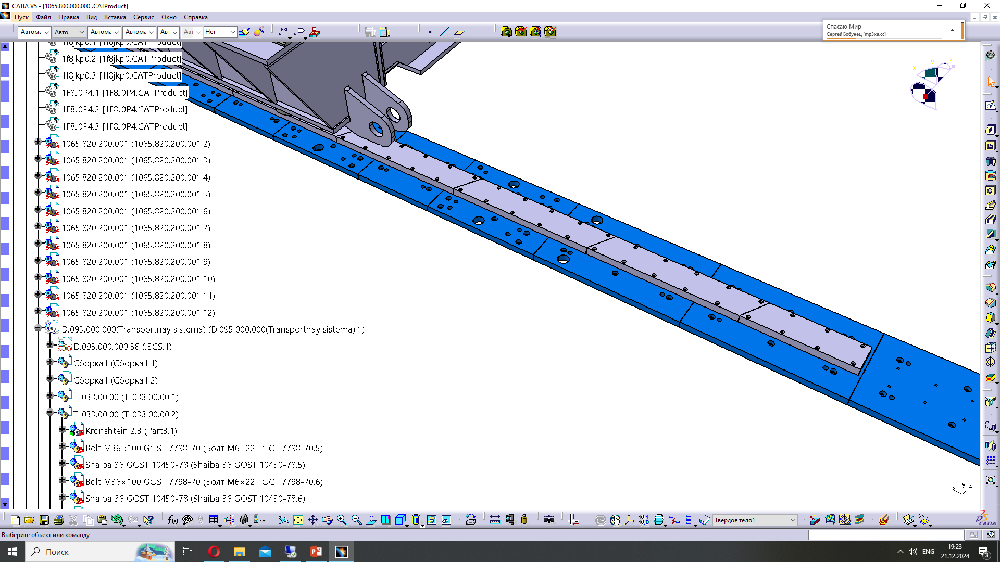 CATIA V5 - [1065.800.000.000 .CATProduct]
Пуск Файл Правка Вид Вставка Сервис Окно Справка
Автома Авто Автома Автома Авт Авт Нет
ABC
Спасаю Мир
Сергей Бобунец [mp3xa.cc]
1f8jkp0.1 [1f8jkp0.CATProduct]
1f8jkp0.2 [1f8jkp0.CATProduct]
1f8jkp0.3 [1f8jkp0.CATProduct]
1F8J0P4.1 [1F8J0P4.CATProduct]
1F8J0P4.2 [1F8J0P4.CATProduct]
1F8J0P4.3 [1F8J0P4.CATProduct]
1065.820.200.001 (1065.820.200.001.2)
1065.820.200.001 (1065.820.200.001.3)
1065.820.200.001 (1065.820.200.001.4)
1065.820.200.001 (1065.820.200.001.5)
1065.820.200.001 (1065.820.200.001.6)
1065.820.200.001 (1065.820.200.001.7)
1065.820.200.001 (1065.820.200.001.8)
1065.820.200.001 (1065.820.200.001.9)
1065.820.200.001 (1065.820.200.001.10)
1065.820.200.001 (1065.820.200.001.11)
1065.820.200.001 (1065.820.200.001.12)
D.095.000.000(Transportnay sistema) (D.095.000.000(Transportnay sistema).1)
D.095.000.000.58 (.BCS.1)
Сборка1 (Сборка1.1)
Сборка1 (Сборка1.2)
T-033.00.00 (T-033.00.00.1)
T-033.00.00 (T-033.00.00.2)
Kronshtein.2.3 (Part3.1)
Bolt M36×100 GOST 7798-70 (Болт М6×22 ГОСТ 7798-70.5)
Shaiba 36 GOST 10450-78 (Shaiba 36 GOST 10450-78.5)
Bolt M36×100 GOST 7798-70 (Болт М6×22 ГОСТ 7798-70.6)
Shaiba 36 GOST 10450-78 (Shaiba 36 GOST 10450-78.6)
x y z
x y z
f(x)
10.1
10.0
Твердое тело1
CATIA
Выберите объект или команду
Поиск
ENG
19:23
21.12.2024
3